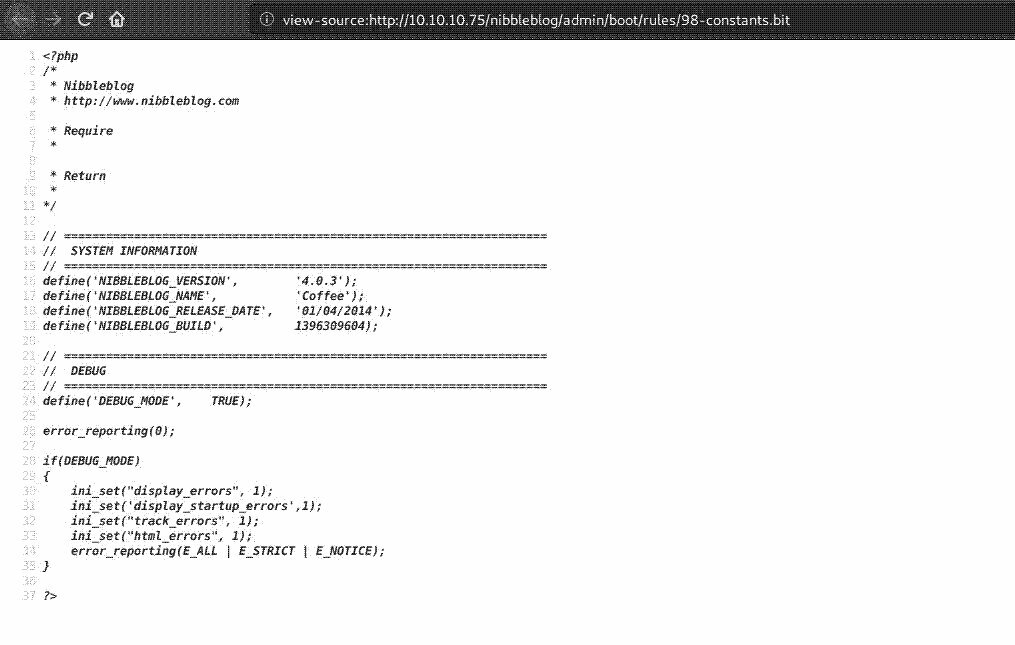 view-source:http://10.10.10.75/nibbleblog/admin/boot/rules/98-constants.bit
1 <?php
2 /*
3  * Nibbleblog
4  * http://www.nibbleblog.com
5
6  * Require
7  *
8
9  * Return
10  *
11 */
12
13 // =====================================================================
14 //  SYSTEM INFORMATION
15 // =====================================================================
16 define('NIBBLEBLOG_VERSION',        '4.0.3');
17 define('NIBBLEBLOG_NAME',           'Coffee');
18 define('NIBBLEBLOG_RELEASE_DATE',   '01/04/2014');
19 define('NIBBLEBLOG_BUILD',          1396309604);
20
21 // =====================================================================
22 //  DEBUG
23 // =====================================================================
24 define('DEBUG_MODE',    TRUE);
25
26 error_reporting(0);
27
28 if(DEBUG_MODE)
29 {
30     ini_set("display_errors", 1);
31     ini_set('display_startup_errors',1);
32     ini_set("track_errors", 1);
33     ini_set("html_errors", 1);
34     error_reporting(E_ALL | E_STRICT | E_NOTICE);
35 }
36
37 ?>